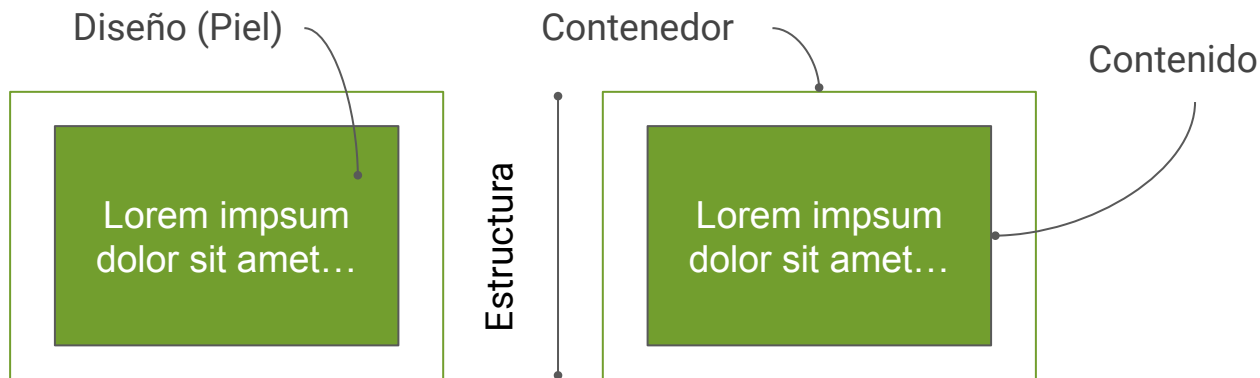 Diseño (Piel)
Contenedor
Contenido
Lorem impsum
dolor sit amet…
Estructura
Lorem impsum
dolor sit amet…